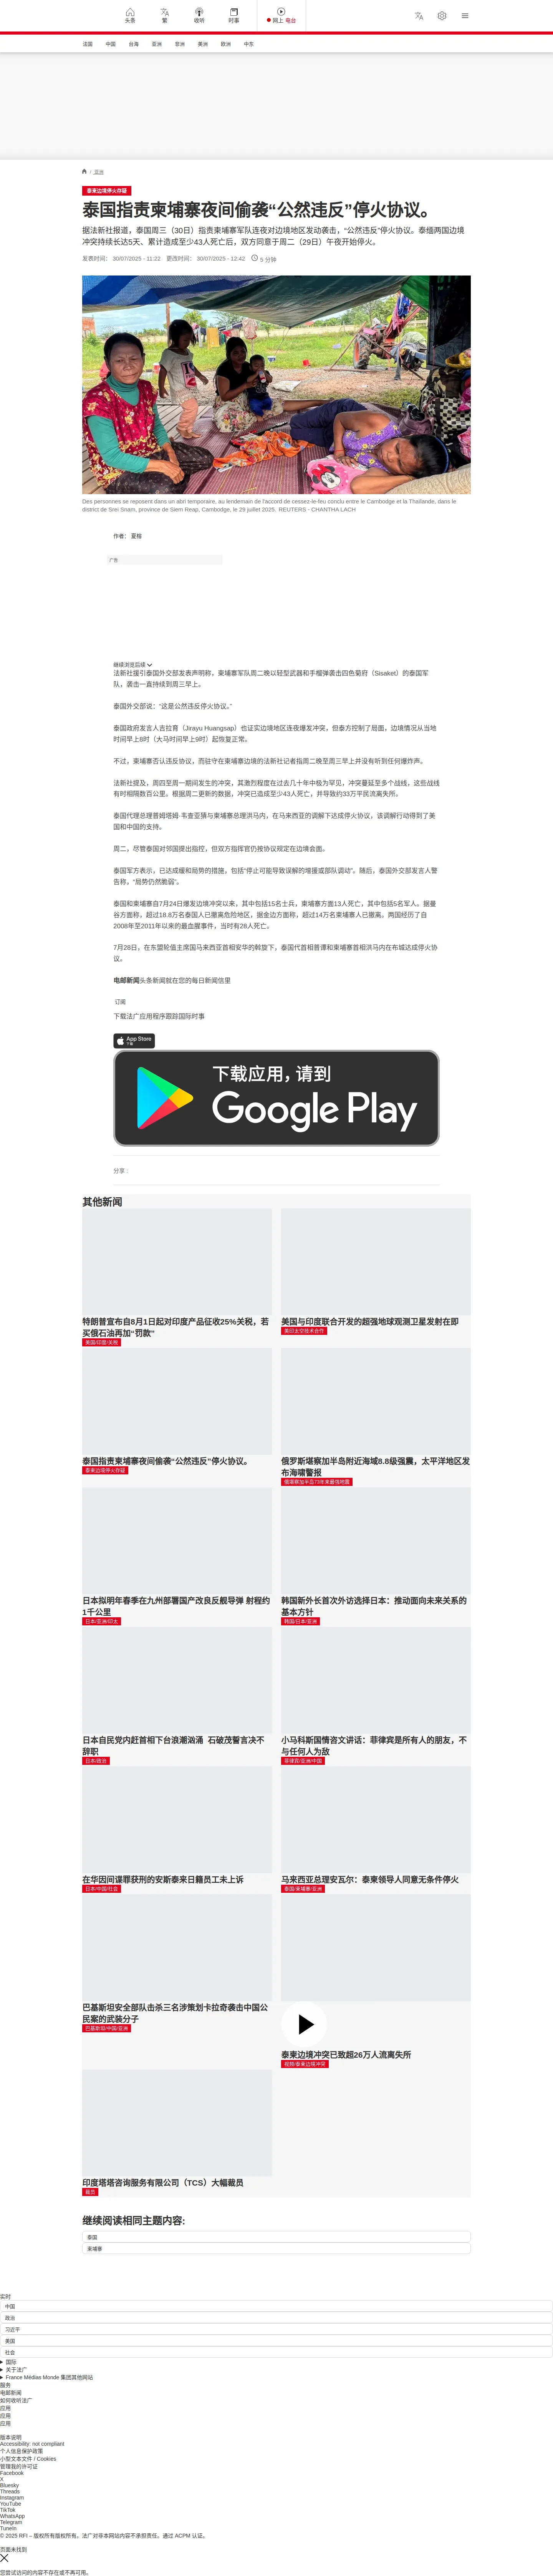 头条
繁
收听
时事
网上 电台
法国 中国 台海 亚洲 非洲 美洲 欧洲 中东
/ 亚洲
泰柬边境停火存疑
泰国指责柬埔寨夜间偷袭“公然违反”停火协议。
据法新社报道，泰国周三（30日）指责柬埔寨军队连夜对边境地区发动袭击，“公然违反”停火协议。泰缅两国边境
冲突持续长达5天、累计造成至少43人死亡后，双方同意于周二（29日）午夜开始停火。
发表时间： 30/07/2025 - 11:22 更改时间： 30/07/2025 - 12:42 5 分钟
Des personnes se reposent dans un abri temporaire, au lendemain de l'accord de cessez-le-feu conclu entre le Cambodge et la Thaïlande, dans le
district de Srei Snam, province de Siem Reap, Cambodge, le 29 juillet 2025. REUTERS - CHANTHA LACH
作者： 夏榕
广告
继续浏览后续
法新社援引泰国外交部发表声明称，柬埔寨军队周二晚以轻型武器和手榴弹袭击四色菊府（Sisaket）的泰国军
队，袭击一直持续到周三早上。
泰国外交部说：“这是公然违反停火协议。”
泰国政府发言人吉拉育（Jirayu Huangsap）也证实边境地区连夜爆发冲突，但泰方控制了局面，边境情况从当地
时间早上8时（大马时间早上9时）起恢复正常。
不过，柬埔寨否认违反协议，而驻守在柬埔寨边境的法新社记者指周二晚至周三早上并没有听到任何爆炸声。
法新社提及，周四至周一期间发生的冲突，其激烈程度在过去几十年中极为罕见，冲突蔓延至多个战线，这些战线
有时相隔数百公里。根据周二更新的数据，冲突已造成至少43人死亡，并导致约33万平民流离失所。
泰国代理总理普姆塔姆·韦查亚猜与柬埔寨总理洪马内，在马来西亚的调解下达成停火协议，该调解行动得到了美
国和中国的支持。
周二，尽管泰国对邻国提出指控，但双方指挥官仍按协议规定在边境会面。
泰国军方表示，已达成缓和局势的措施，包括“停止可能导致误解的增援或部队调动”。随后，泰国外交部发言人警
告称，“局势仍然脆弱”。
泰国和柬埔寨自7月24日爆发边境冲突以来，其中包括15名士兵，柬埔寨方面13人死亡，其中包括5名军人。据曼
谷方面称，超过18.8万名泰国人已撤离危险地区，据金边方面称，超过14万名柬埔寨人已撤离。两国经历了自
2008年至2011年以来的最血腥事件，当时有28人死亡。
7月28日，在东盟轮值主席国马来西亚首相安华的斡旋下，泰国代首相普谭和柬埔寨首相洪马内在布城达成停火协
议。
电邮新闻头条新闻就在您的每日新闻信里
订阅
下载法广应用程序跟踪国际时事
App Store
下载
下载应用，请到
Google Play
分享 :
其他新闻
特朗普宣布自8月1日起对印度产品征收25%关税，若
买俄石油再加“罚款”
美国/印度/关税
美国与印度联合开发的超强地球观测卫星发射在即
美印太空技术合作
泰国指责柬埔寨夜间偷袭“公然违反”停火协议。
泰柬边境停火存疑
俄罗斯堪察加半岛附近海域8.8级强震，太平洋地区发
布海啸警报
俄堪察加半岛73年来最强地震
日本拟明年春季在九州部署国产改良反舰导弹 射程约
1千公里
日本/亚洲/印太
韩国新外长首次外访选择日本：推动面向未来关系的
基本方针
韩国/日本/亚洲
日本自民党内赶首相下台浪潮汹涌 石破茂誓言决不
辞职
日本/政治
小马科斯国情咨文讲话：菲律宾是所有人的朋友，不
与任何人为敌
菲律宾/亚洲/中国
在华因间谍罪获刑的安斯泰来日籍员工未上诉
日本/中国/社会
马来西亚总理安瓦尔：泰柬领导人同意无条件停火
泰国/柬埔寨/亚洲
巴基斯坦安全部队击杀三名涉策划卡拉奇袭击中国公
民案的武装分子
巴基斯坦/中国/亚洲
泰柬边境冲突已致超26万人流离失所
视频/泰柬边境冲突
印度塔塔咨询服务有限公司（TCS）大幅裁员
裁员
继续阅读相同主题内容:
泰国
柬埔寨
实时
中国
政治
习近平
美国
社会
国际
关于法广
France Médias Monde 集团其他网站
服务
电邮新闻
如何收听法广
应用
应用
应用
版本说明
Accessibility: not compliant
个人信息保护政策
小型文本文件 / Cookies
管理我的许可证
Facebook
X
Bluesky
Threads
Instagram
YouTube
TikTok
WhatsApp
Telegram
TuneIn
© 2025 RFI – 版权所有版权所有。法广对非本网站内容不承担责任。通过 ACPM 认证。
页面未找到
您尝试访问的内容不存在或不再可用。